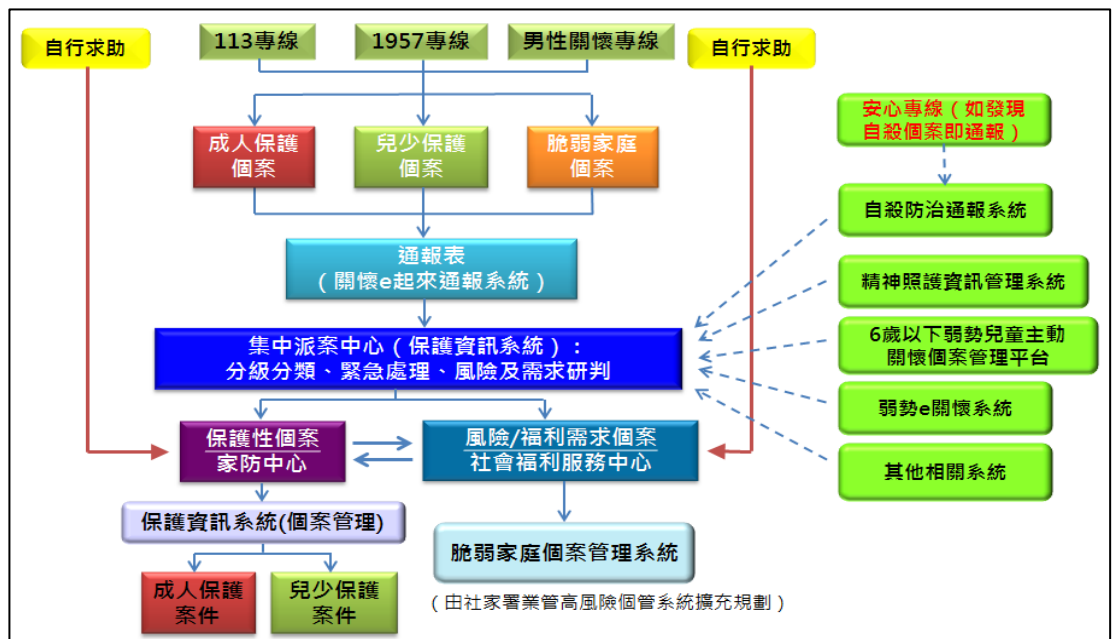 自行求助
113專線
1957專線
男性關懷專線
自行求助
安心專線（如發現
自殺個案即通報）
成人保護
個案
兒少保護
個案
脆弱家庭
個案
自殺防治通報系統
通報表
（關懷e起來通報系統）
精神照護資訊管理系統
集中派案中心（保護資訊系統）：
分級分類、緊急處理、風險及需求研判
6歲以下弱勢兒童主動
關懷個案管理平台
弱勢e關懷系統
保護性個案
家防中心
風險/福利需求個案
社會福利服務中心
其他相關系統
保護資訊系統(個案管理)
脆弱家庭個案管理系統
成人保護
案件
兒少保護
案件
（由社家署業管高風險個管系統擴充規劃）